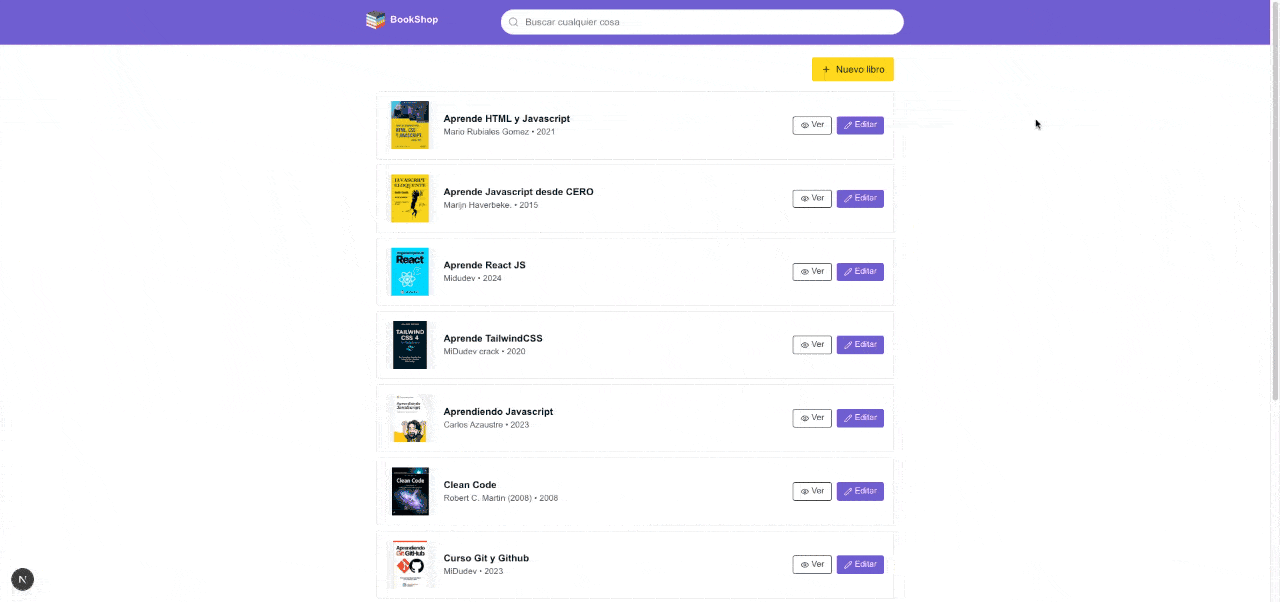 BookShop
Buscar cualquier cosa
+ Nuevo libro
Aprende HTML y Javascript
Mario Rubiales Gomez • 2021
Ver
Editar
JAVASCRIPT
ELOQUENTE
Aprende Javascript desde CERO
Marijn Haverbeke. • 2015
Ver
Editar
React
Aprende React JS
Midudev • 2024
Ver
Editar
TAILWIND
CSS 4
Aprende TailwindCSS
MiDudev crack • 2020
Ver
Editar
Aprendiendo
JavaScript
Aprendiendo Javascript
Carlos Azaustre • 2023
Ver
Editar
Clean Code
Clean Code
Robert C. Martin (2008) • 2008
Ver
Editar
Aprendiendo
Git GitHub
Curso Git y Github
MiDudev • 2023
Ver
Editar
N